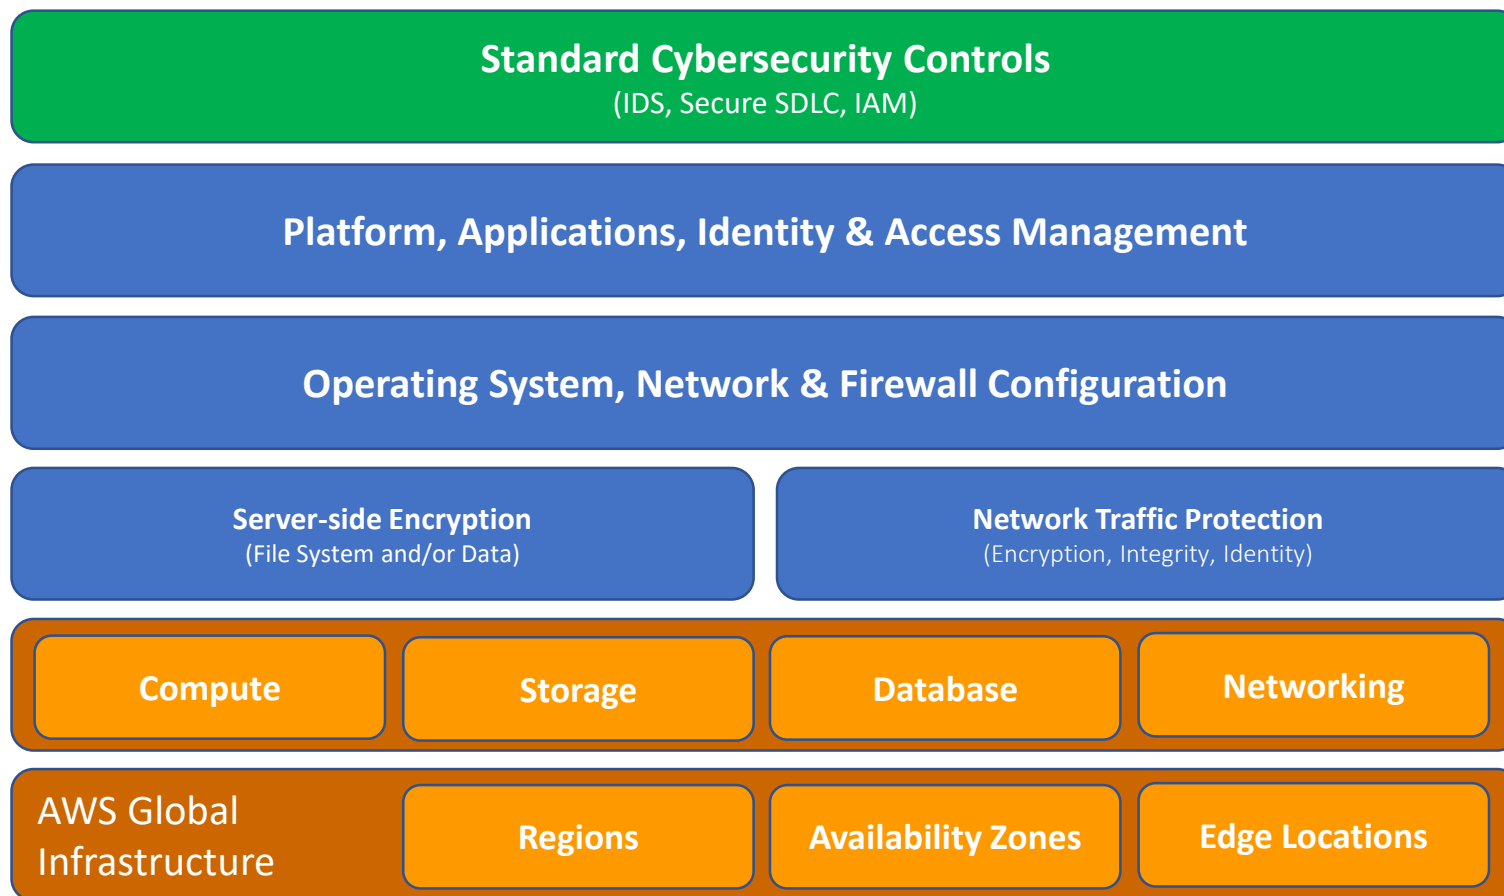 Standard Cybersecurity Controls
(IDS, Secure SDLC, IAM)
Platform, Applications, Identity & Access Management
Operating System, Network & Firewall Configuration
Server-side Encryption
(File System and/or Data)
Network Traffic Protection
(Encryption, Integrity, Identity)
Compute
Storage
Database
Networking
AWS Global
Infrastructure
Regions
Availability Zones
Edge Locations